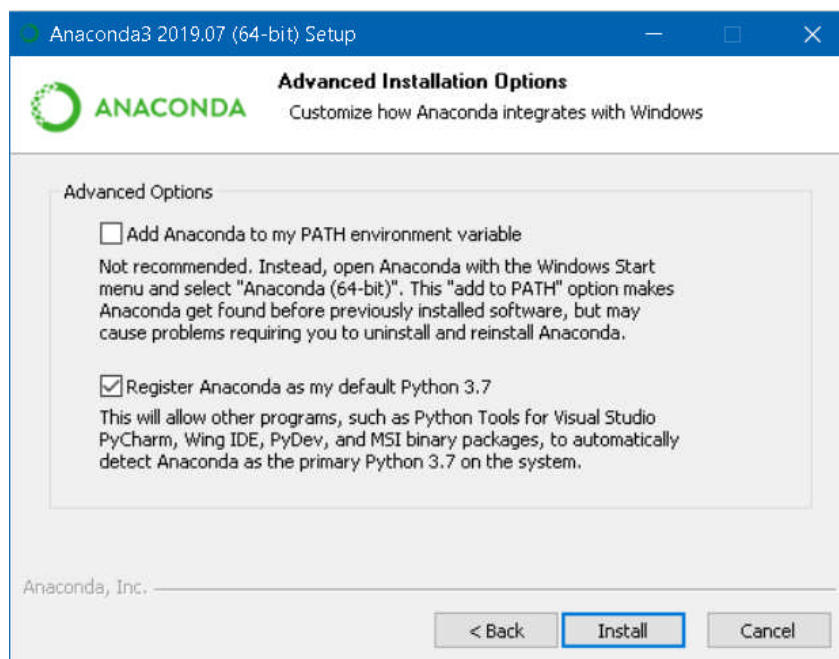 Anaconda3 2019.07 (64-bit) Setup
ANACONDA
Advanced Installation Options
Customize how Anaconda integrates with Windows
Advanced Options
Add Anaconda to my PATH environment variable
Not recommended. Instead, open Anaconda with the Windows Start
menu and select "Anaconda (64-bit)". This "add to PATH" option makes
Anaconda get found before previously installed software, but may
cause problems requiring you to uninstall and reinstall Anaconda.
Register Anaconda as my default Python 3.7
This will allow other programs, such as Python Tools for Visual Studio
PyCharm, Wing IDE, PyDev, and MSI binary packages, to automatically
detect Anaconda as the primary Python 3.7 on the system.
Anaconda, Inc.
< Back
Install
Cancel